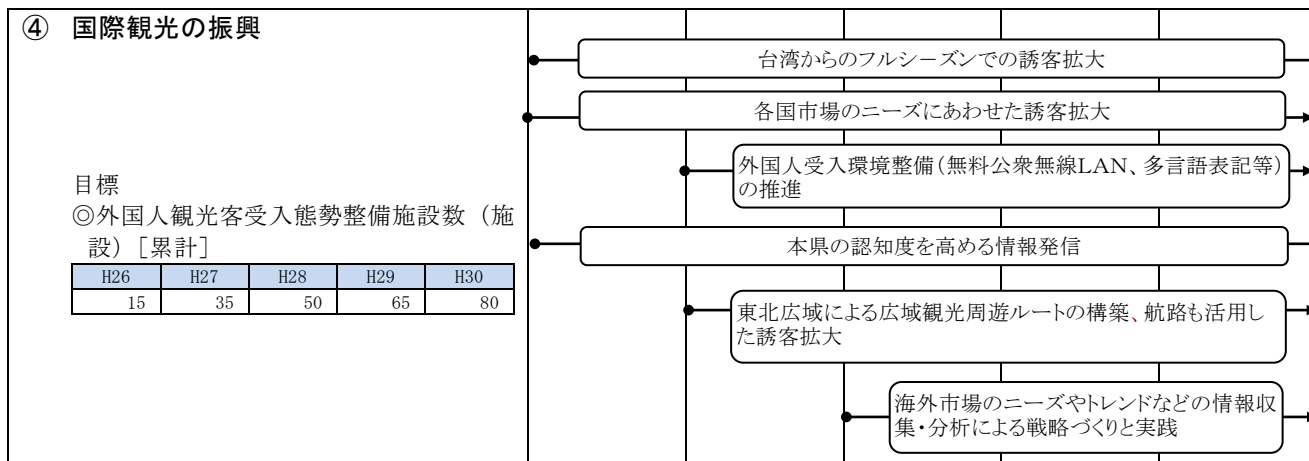 ④ 国際観光の振興
台湾からのフルシーズンでの誘客拡大
各国市場のニーズにあわせた誘客拡大
外国人受入環境整備(無料公衆無線LAN、多言語表記等)
の推進
目標
◎外国人観光客受入態勢整備施設数（施
設）［累計］
H26 H27 H28 H29 H30
15 35 50 65 80
本県の認知度を高める情報発信
東北広域による広域観光周遊ルートの構築、航路も活用し
た誘客拡大
海外市場のニーズやトレンドなどの情報収
集・分析による戦略づくりと実践